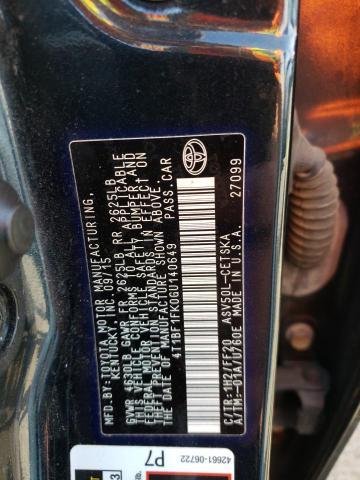 MFD. BY:
TOYOTA MOTOR MANUFACTURING,
KENTUCKY, INC. 09/15
GVWR 4630LB GAWR FR 2625LB RR 2625LB
THIS VEHICLE CONFORMS TO ALL APPLICABLE
FEDERAL MOTOR VEHICLE SAFETY, BUMPER, AND
THEFT PREVENTION STANDARDS IN EFFECT ON
THE DATE OF MANUFACTURE SHOWN ABOVE.
4T1BF1FK0GU140649 PASS.CAR
27099
C/TR:1H2/FF20 ASV50L-CETSKA
A/TM:-01A/U760E MADE IN U.S.A.
42661-06722
P7